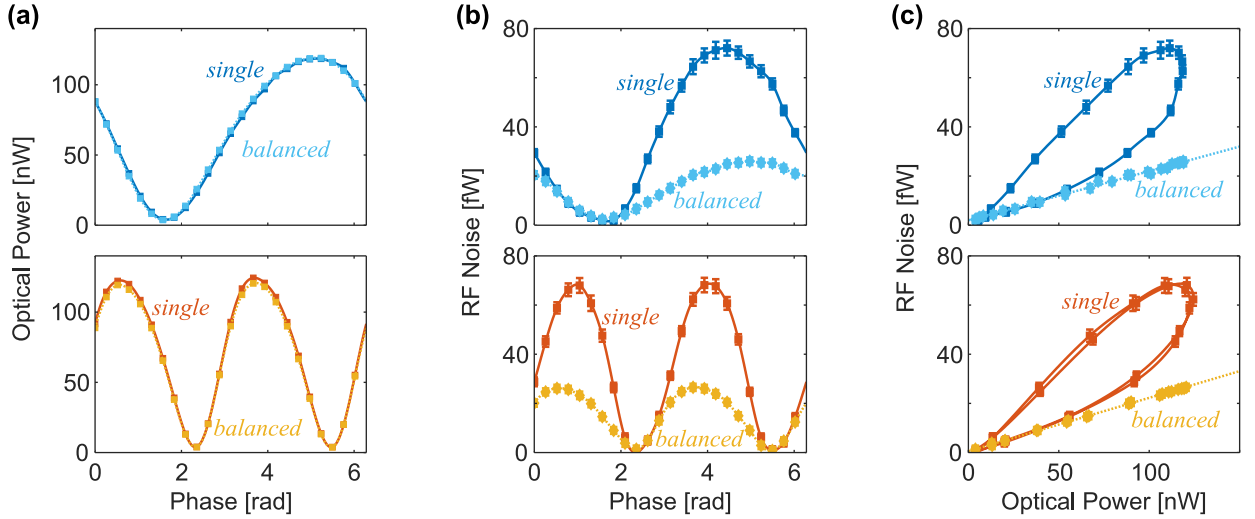 (a)
(b)
(c)
Optical Power [nW]
100
50
0
single
balanced
100
50
0
single
balanced
0 2 4 6
Phase [rad]
RF Noise [fW]
80
40
0
single
balanced
80
40
0
single
balanced
0 2 4 6
Phase [rad]
RF Noise [fW]
80
40
0
single
balanced
RF Noise [fW]
80
40
0
single
balanced
0 50 100
Optical Power [nW]